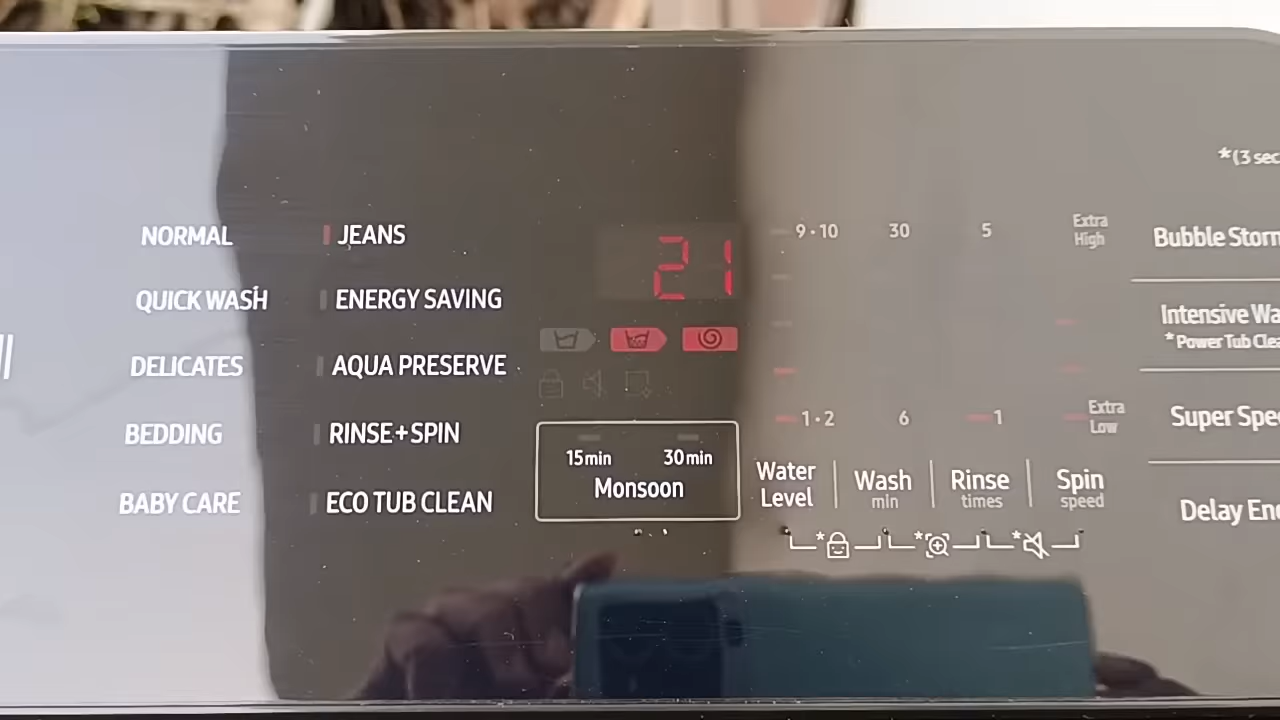 *(3 sec
NORMAL
JEANS
21
9·10
30
5
Extra
High
Bubble Storm
QUICK WASH
ENERGY SAVING
Intensive Wa
*Power Tub Clea
DELICATES
AQUA PRESERVE
BEDDING
RINSE+SPIN
1·2
6
1
Extra
Low
Super Spee
15min
30min
Monsoon
Water
Level
Wash
min
Rinse
times
Spin
speed
BABY CARE
ECO TUB CLEAN
Delay End
*
*
*